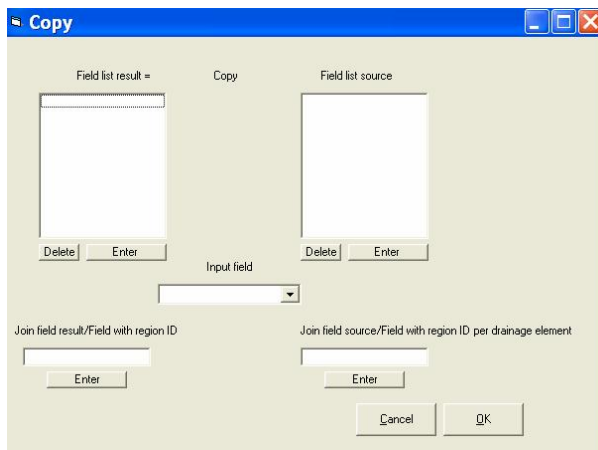 Copy
Field list result = Copy Field list source
Delete Enter Delete Enter
Input field
Join field result/Field with region ID Join field source/Field with region ID per drainage element
Enter Enter
Cancel OK